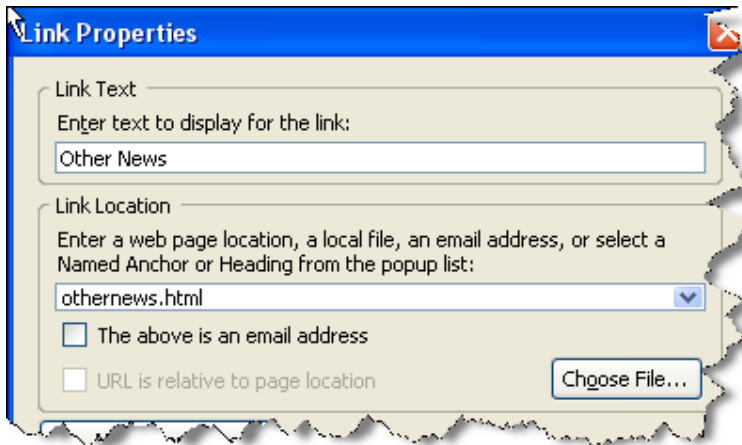 Link Properties
Link Text
Enter text to display for the link:
Other News
Link Location
Enter a web page location, a local file, an email address, or select a
Named Anchor or Heading from the popup list:
othernews.html
The above is an email address
URL is relative to page location
Choose File...